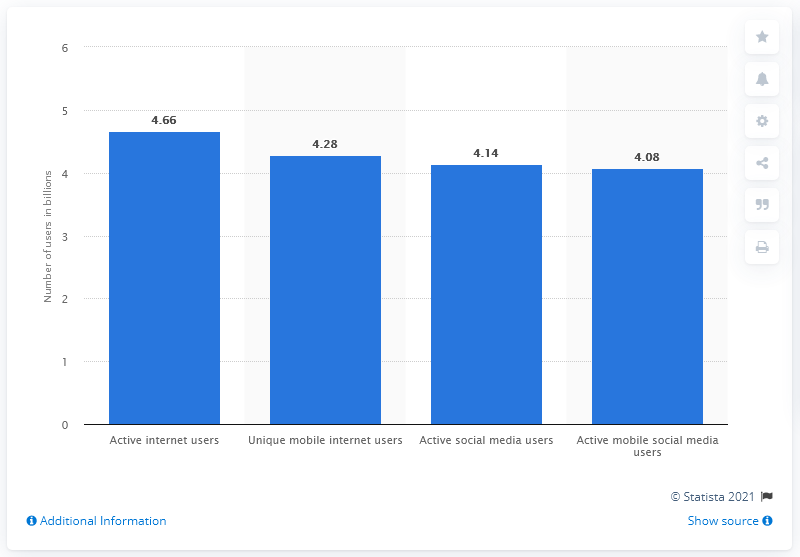 6
5
4
3
2
1
0
Number of users in billions
4.66
4.28
4.14
4.08
Active internet users
Unique mobile internet users
Active social media users
Active mobile social media
users
© Statista 2021
Additional Information
Show source